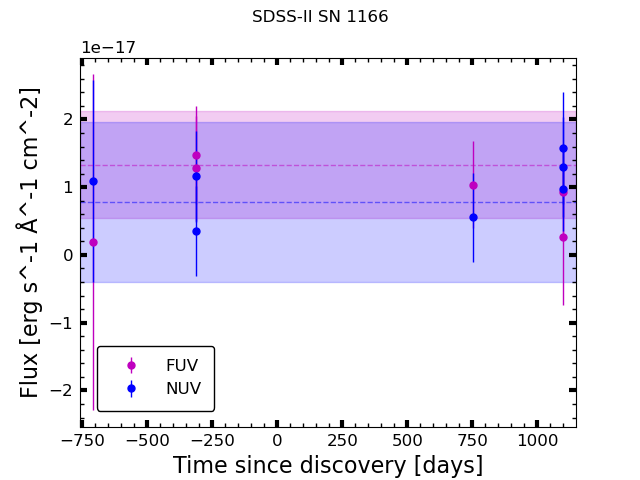 SDSS-II SN 1166
1e−17
2
1
0
−1
−2
Flux [erg s^-1 Å^-1 cm^-2]
FUV
NUV
−750 −500 −250 0 250 500 750 1000
Time since discovery [days]